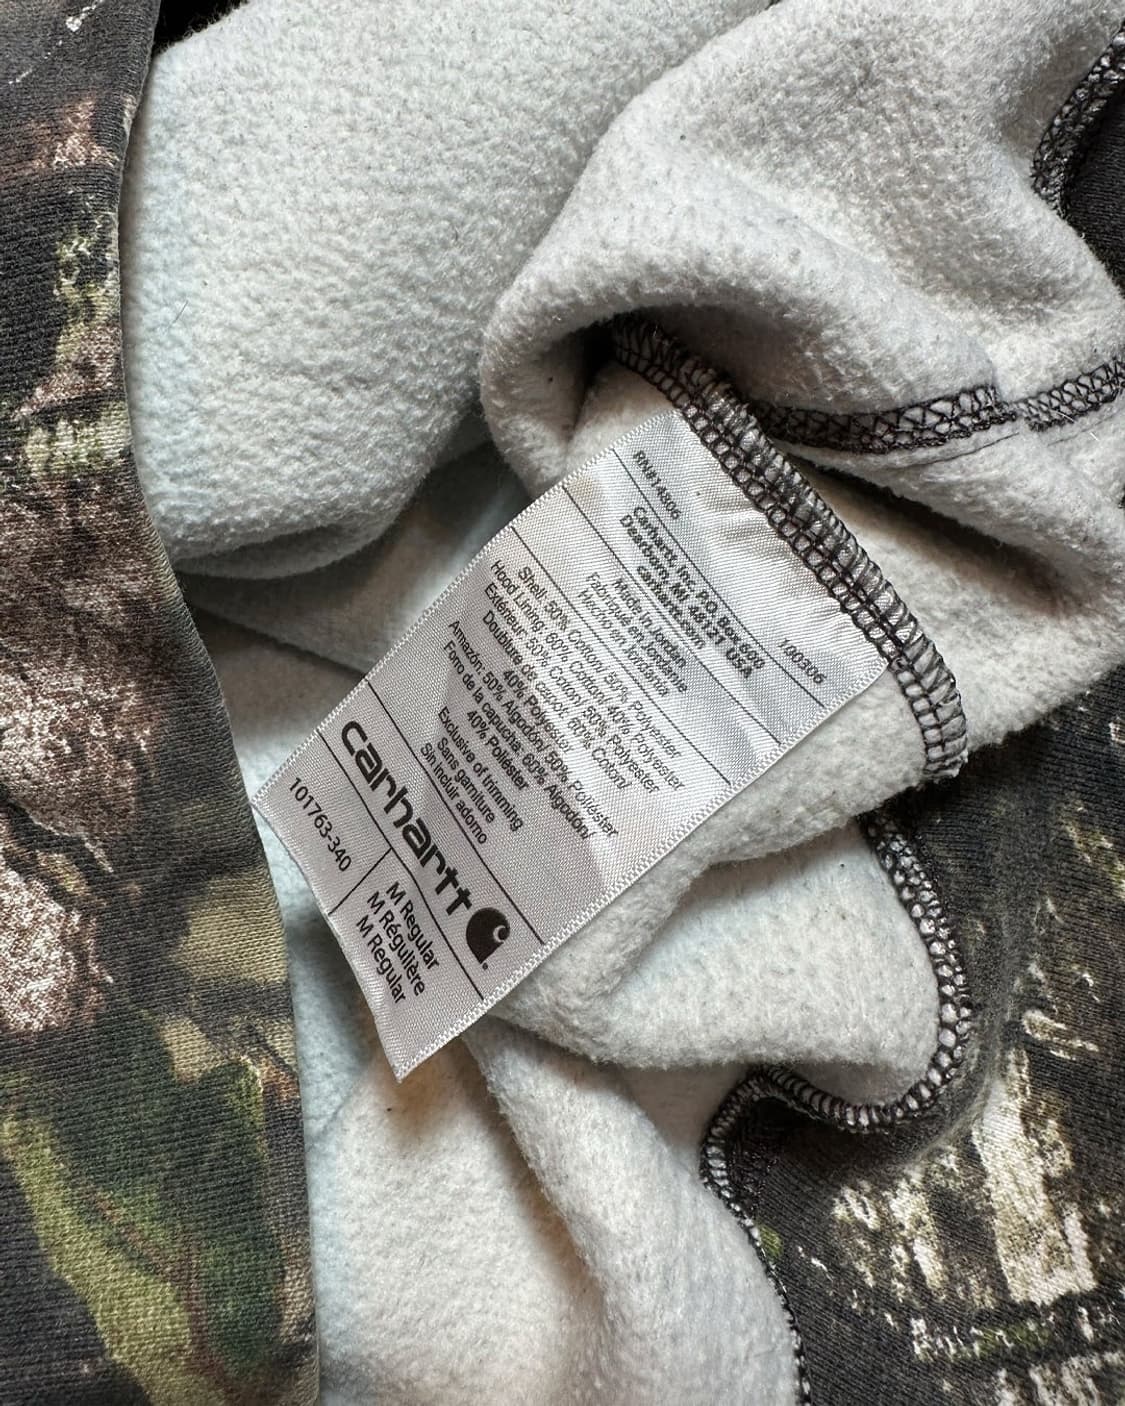 RN#14806
100306
Carhartt, Inc. P.O. Box 600
Dearborn, MI 48121 USA
carhartt.com
Made in Jordan
Fabriqué en Jordanie
Hecho en Jordania
Shell: 50% Cotton/ 50% Polyester
Hood Lining: 60% Cotton/ 40% Polyester
Extérieur: 50% Coton/ 50% Polyester
Doublure de capuch: 60% Coton/
40% Polyester
Armazón: 50% Algodón/ 50% Poliéster
Forro de la capucha: 60% Algodón/
40% Poliéster
Exclusive of trimming
Sans garniture
Sin incluir adorno
carhartt
101763-340
M Regular
M Régulière
M Regular